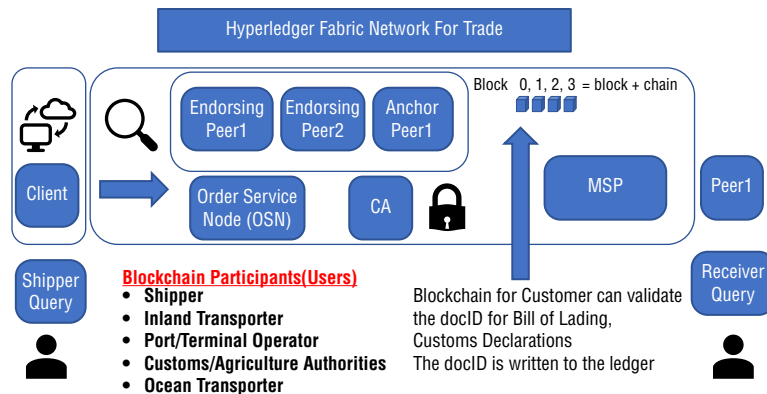 Hyperledger Fabric Network For Trade
Block 0, 1, 2, 3 = block + chain
Endorsing
Peer1
Endorsing
Peer2
Anchor
Peer1
Client
Order Service
Node (OSN)
CA
MSP
Peer1
Shipper
Query
Blockchain Participants(Users)
• Shipper
• Inland Transporter
• Port/Terminal Operator
• Customs/Agriculture Authorities
• Ocean Transporter
Blockchain for Customer can validate
the docID for Bill of Lading,
Customs Declarations
The docID is written to the ledger
Receiver
Query